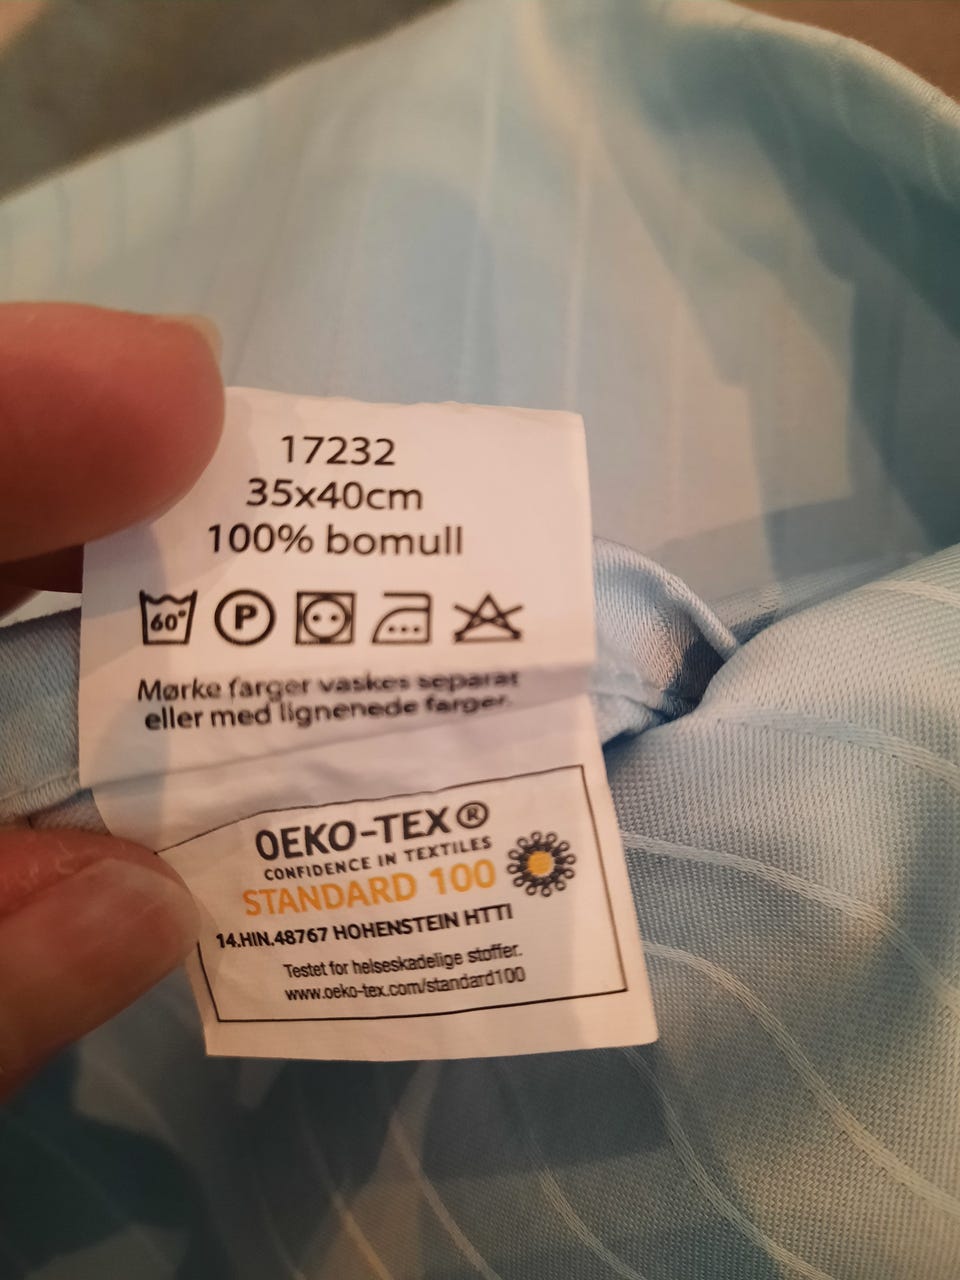 17232
35x40cm
100% bomull
60° P
Mørke farger vaskes separat
eller med lignenede farger.
OEKO-TEX®
CONFIDENCE IN TEXTILES
STANDARD 100
14.HIN.48767 HOHENSTEIN HTTI
Testet for helseskadelige stoffer.
www.oeko-tex.com/standard100